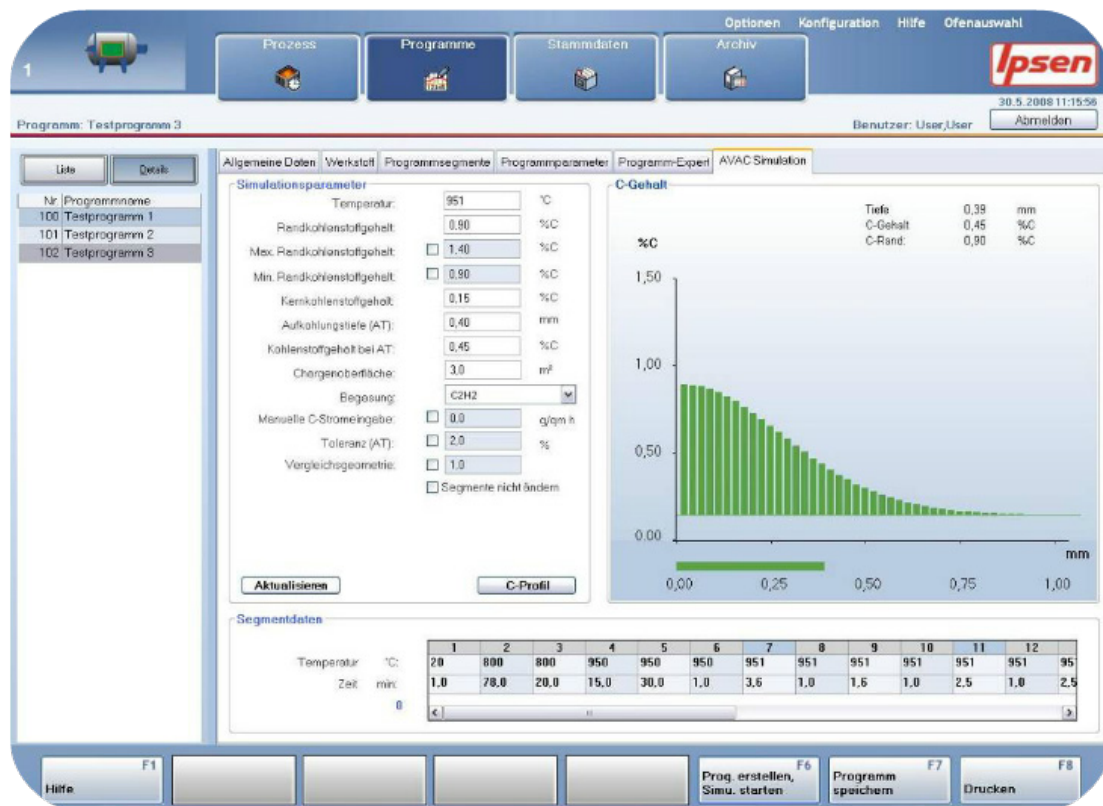 Optionen Konfiguration Hilfe Ofenauswahl
Prozess Programme Stammdaten Archiv
1
Ipsen
30.5.2008 11:15:56
Programm: Testprogramm 3
Benutzer: User,User
Abmelden
Liste Details
Nr Programmname
100 Testprogramm 1
101 Testprogramm 2
102 Testprogramm 3
Allgemeine Daten Werkstoff Programmsegmente Programmparameter Programm-Expert AVAC Simulation
Simulationsparameter
Temperatur: 951 °C
Randkohlenstoffgehalt: 0,90 %C
Max. Randkohlenstoffgehalt: 1,40 %C
Min. Randkohlenstoffgehalt: 0,90 %C
Kernkohlenstoffgehalt: 0,15 %C
Aufkohlungstiefe (AT): 0,40 mm
Kohlenstoffgehalt bei AT: 0,45 %C
Chargenoberfläche: 3,0 m²
Begasung: C2H2
Manuelle C-Stromeingabe: 0,0 g/qm h
Toleranz (AT): 2,0 %
Vergleichsgeometrie: 1,0
Segmente nicht ändern
Aktualisieren C-Profil
C-Gehalt
Tiefe 0,39 mm
C-Gehalt 0,45 %C
C-Rand: 0,90 %C
%C
1,50
1,00
0,50
0.00
mm
0,00 0,25 0,50 0,75 1,00
Segmentdaten
1 2 3 4 5 6 7 8 9 10 11 12
Temperatur °C: 20 800 800 950 950 950 951 951 951 951 951 951 95
Zeit min: 1,0 78,0 20,0 15,0 30,0 1,0 3,6 1,0 1,6 1,0 2,5 1,0 2,5
0
F1 Hilfe
F6 Prog. erstellen,
Simu. starten
F7 Programm
speichern
F8 Drucken